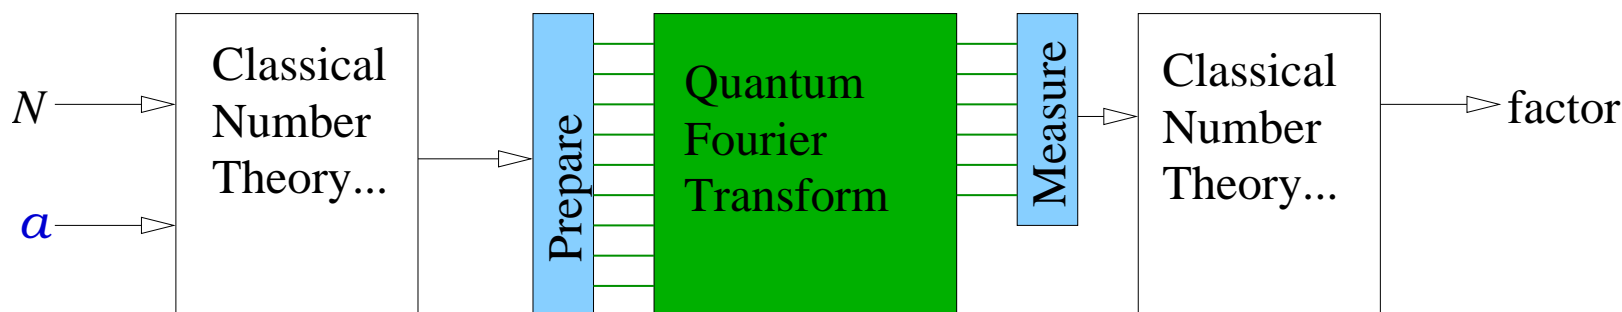 N
a
Classical
Number
Theory...
Prepare
Quantum
Fourier
Transform
Measure
Classical
Number
Theory...
factor